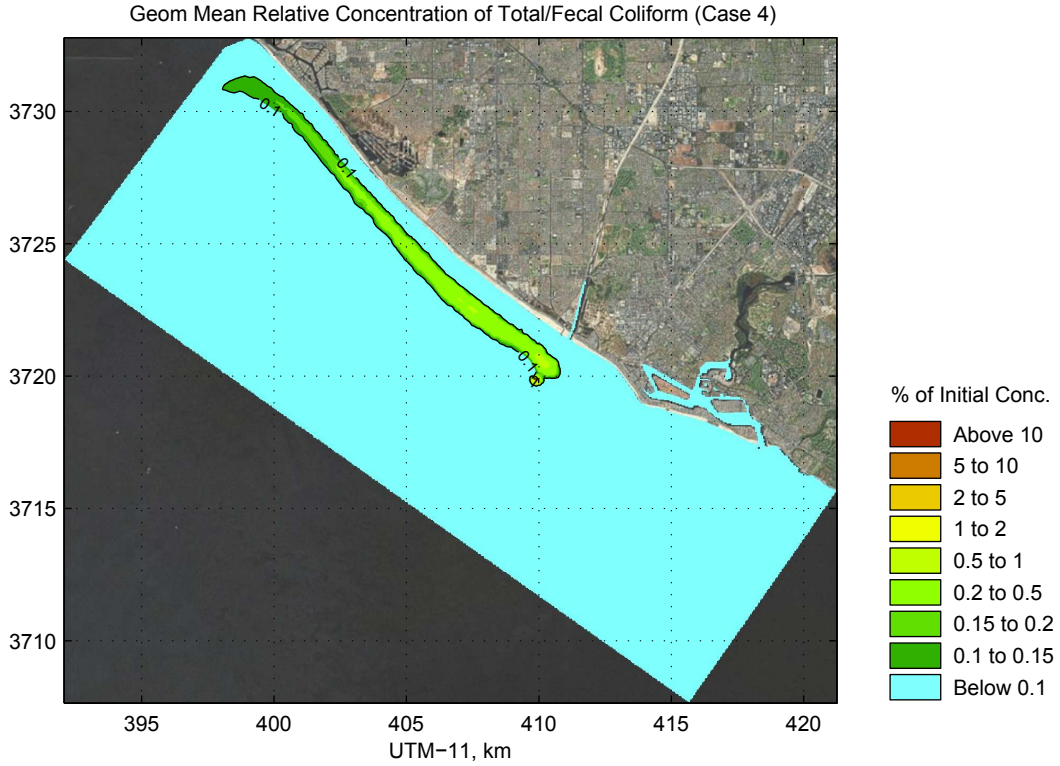 Geom Mean Relative Concentration of Total/Fecal Coliform (Case 4)
3730
3725
3720
3715
3710
0.1
0.1
0.1
395
400
405
410
415
420
UTM−11, km
% of Initial Conc.
Above 10
5 to 10
2 to 5
1 to 2
0.5 to 1
0.2 to 0.5
0.15 to 0.2
0.1 to 0.15
Below 0.1